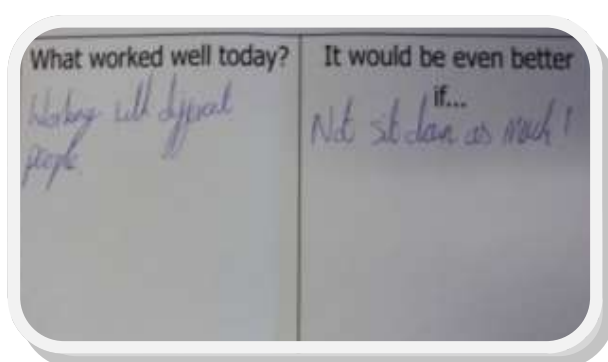 What worked well today?
Working with different
people
It would be even better
if...
Not sit down as much!